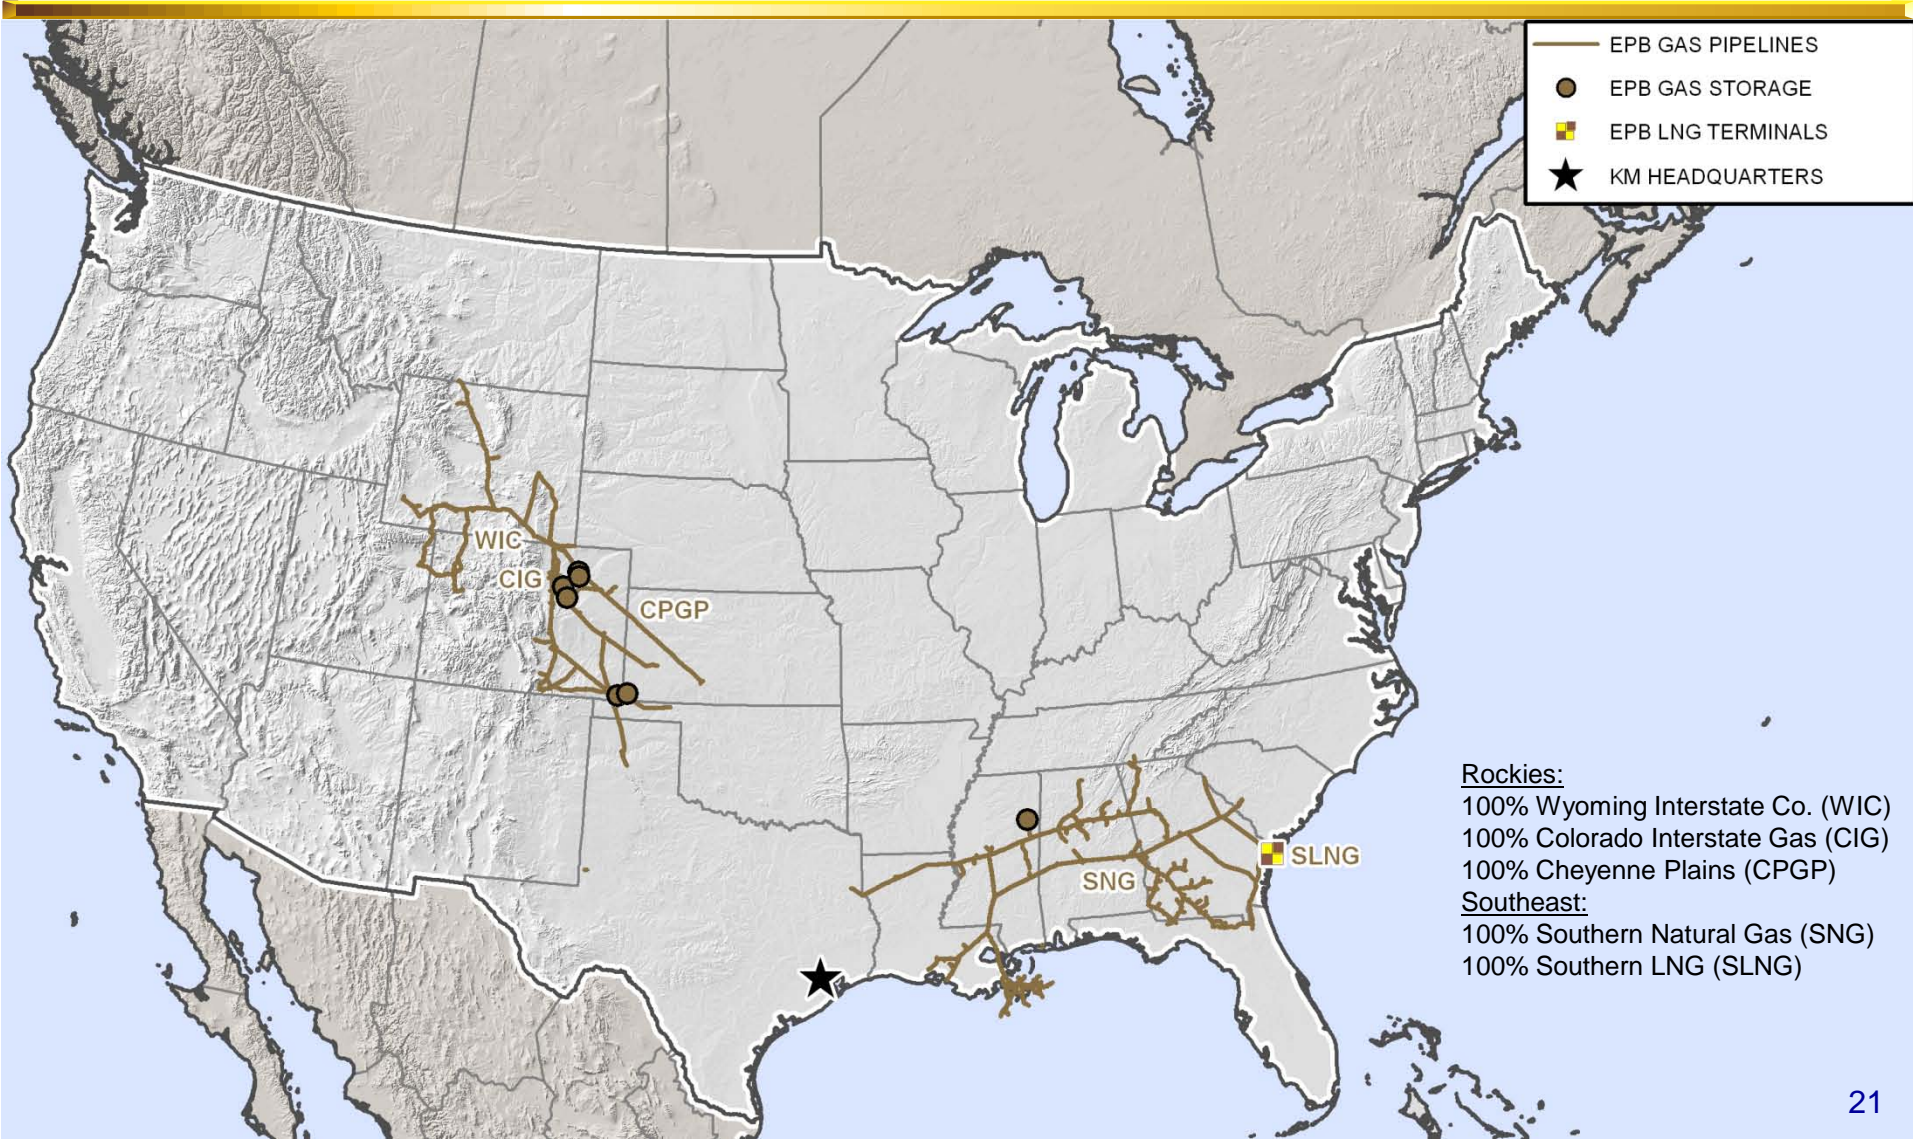 EPB GAS PIPELINES
EPB GAS STORAGE
EPB LNG TERMINALS
KM HEADQUARTERS
WIC
CIG
CPGP
SLNG
SNG
Rockies:
100% Wyoming Interstate Co. (WIC)
100% Colorado Interstate Gas (CIG)
100% Cheyenne Plains (CPGP)
Southeast:
100% Southern Natural Gas (SNG)
100% Southern LNG (SLNG)
21